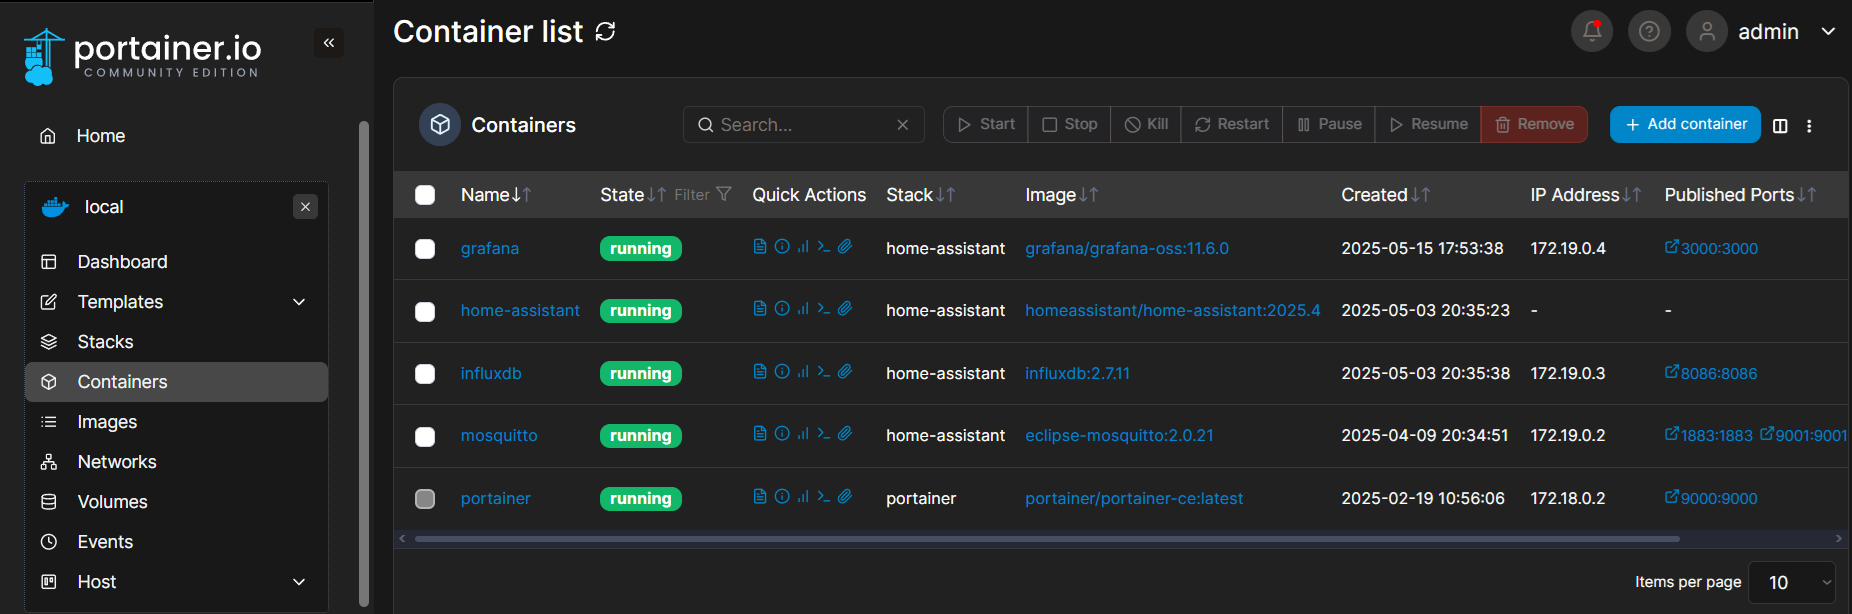 portainer.io
COMMUNITY EDITION
Home
local
Dashboard
Templates
Stacks
Containers
Images
Networks
Volumes
Events
Host
Container list
admin
Containers
Search...
Start Stop Kill Restart Pause Resume Remove
Add container
Name State Filter Quick Actions Stack Image Created IP Address Published Ports
grafana running home-assistant grafana/grafana-oss:11.6.0 2025-05-15 17:53:38 172.19.0.4 3000:3000
home-assistant running home-assistant homeassistant/home-assistant:2025.4 2025-05-03 20:35:23 - -
influxdb running home-assistant influxdb:2.7.11 2025-05-03 20:35:38 172.19.0.3 8086:8086
mosquitto running home-assistant eclipse-mosquitto:2.0.21 2025-04-09 20:34:51 172.19.0.2 1883:1883 9001:9001
portainer running portainer portainer/portainer-ce:latest 2025-02-19 10:56:06 172.18.0.2 9000:9000
Items per page 10